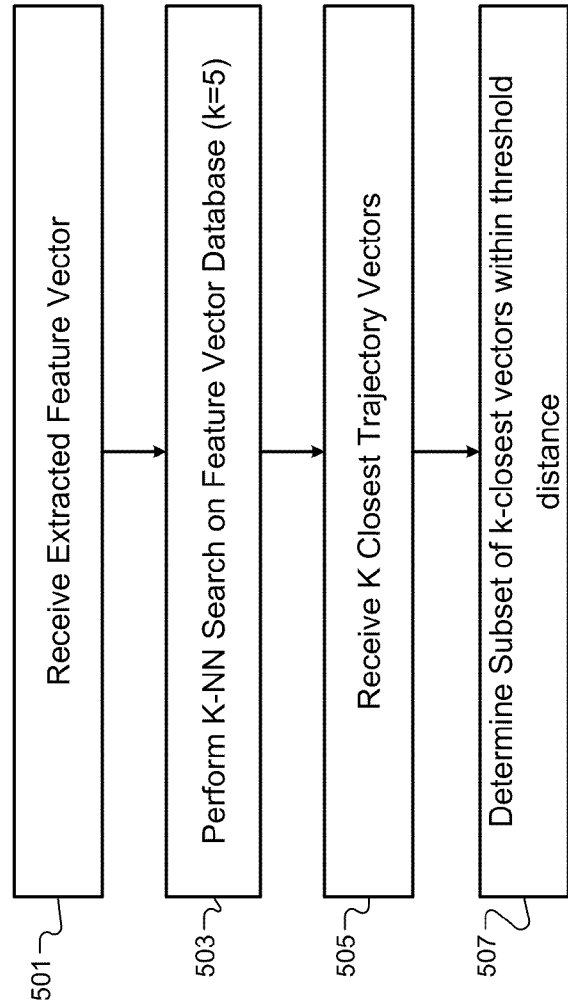 501
Receive Extracted Feature Vector
503
Perform K-NN Search on Feature Vector Database (k=5)
505
Receive K Closest Trajectory Vectors
507
Determine Subset of k-closest vectors within threshold
distance